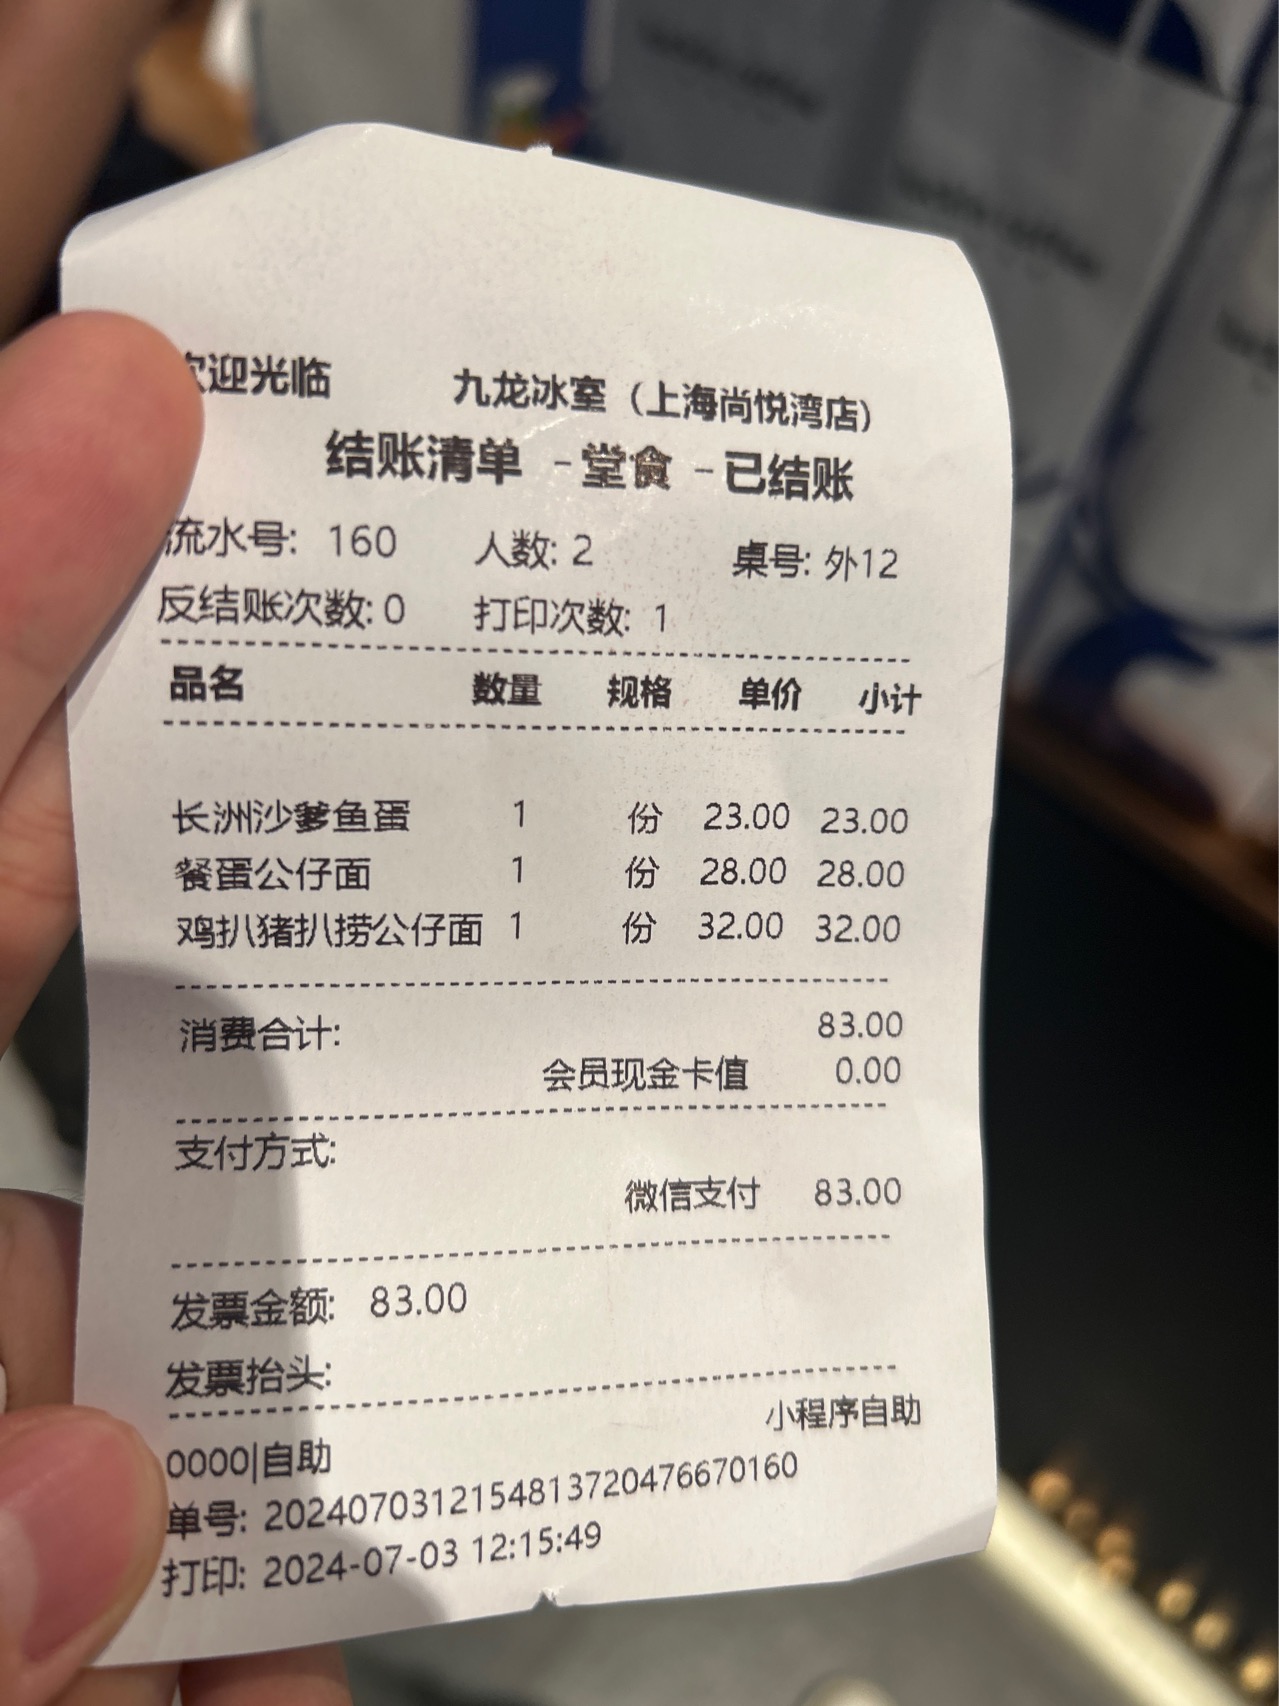 欢迎光临 九龙冰室（上海尚悦湾店）
结账清单 -堂食 -已结账
流水号: 160 人数: 2 桌号: 外12
反结账次数: 0 打印次数: 1
品名 数量 规格 单价 小计
长洲沙爹鱼蛋 1 份 23.00 23.00
餐蛋公仔面 1 份 28.00 28.00
鸡扒猪扒捞公仔面 1 份 32.00 32.00
消费合计: 83.00
会员现金卡值 0.00
支付方式:
微信支付 83.00
发票金额: 83.00
发票抬头:
小程序自助
0000|自助
单号: 2024070312154813720476670160
打印: 2024-07-03 12:15:49